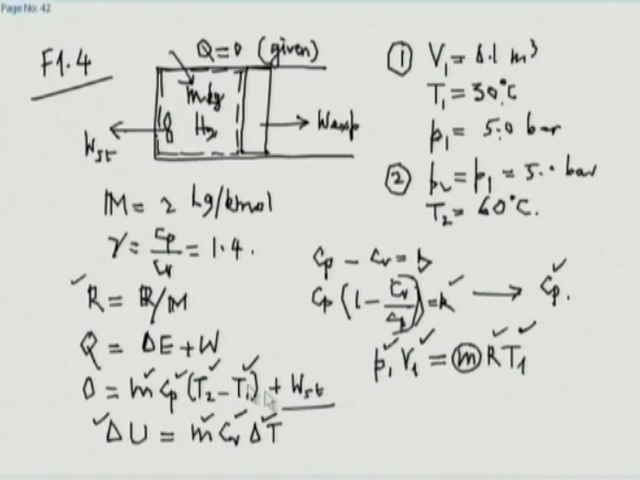 Page No: 42
F1.4
Q = 0 (given)
m kg
H₂
Wst
Wexp
M = 2 kg/kmol
γ = cp/cv = 1.4.
R = R/M
Q = ΔE + W
0 = m cp (T₂ - T₁) + Wst
ΔU = m cv ΔT
① V₁ = 0.1 m³
T₁ = 30°C
p₁ = 5.0 bar
② p₂ = p₁ = 5.0 bar
T₂ = 60°C.
cp - cv = R
cp (1 - cv/cp) = R → cp.
p₁ V₁ = m R T₁